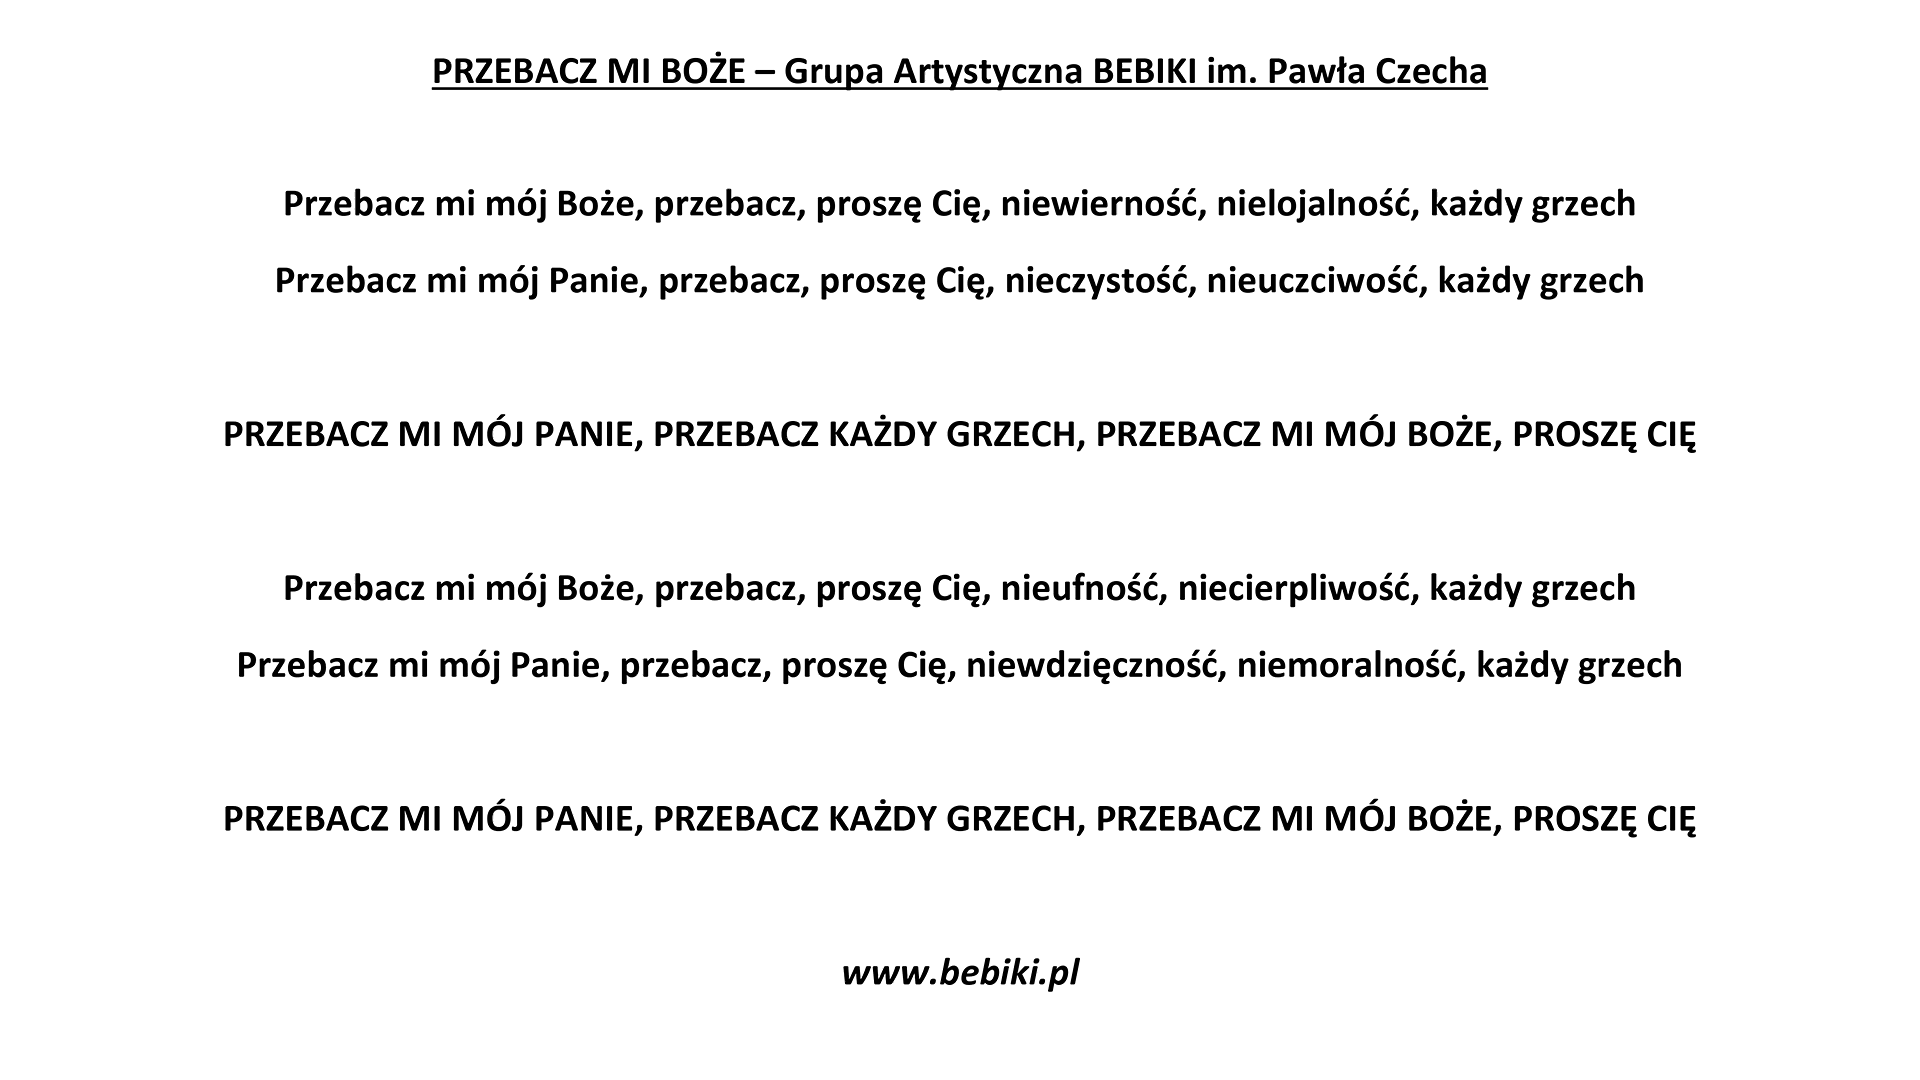 PRZEBACZ MI BOŻE – Grupa Artystyczna BEBIKI im. Pawła Czecha
Przebacz mi mój Boże, przebacz, proszę Cię, niewierność, nielojalność, każdy grzech
Przebacz mi mój Panie, przebacz, proszę Cię, nieczystość, nieuczciwość, każdy grzech
PRZEBACZ MI MÓJ PANIE, PRZEBACZ KAŻDY GRZECH, PRZEBACZ MI MÓJ BOŻE, PROSZĘ CIĘ
Przebacz mi mój Boże, przebacz, proszę Cię, nieufność, niecierpliwość, każdy grzech
Przebacz mi mój Panie, przebacz, proszę Cię, niewdzięczność, niemoralność, każdy grzech
PRZEBACZ MI MÓJ PANIE, PRZEBACZ KAŻDY GRZECH, PRZEBACZ MI MÓJ BOŻE, PROSZĘ CIĘ
www.bebiki.pl